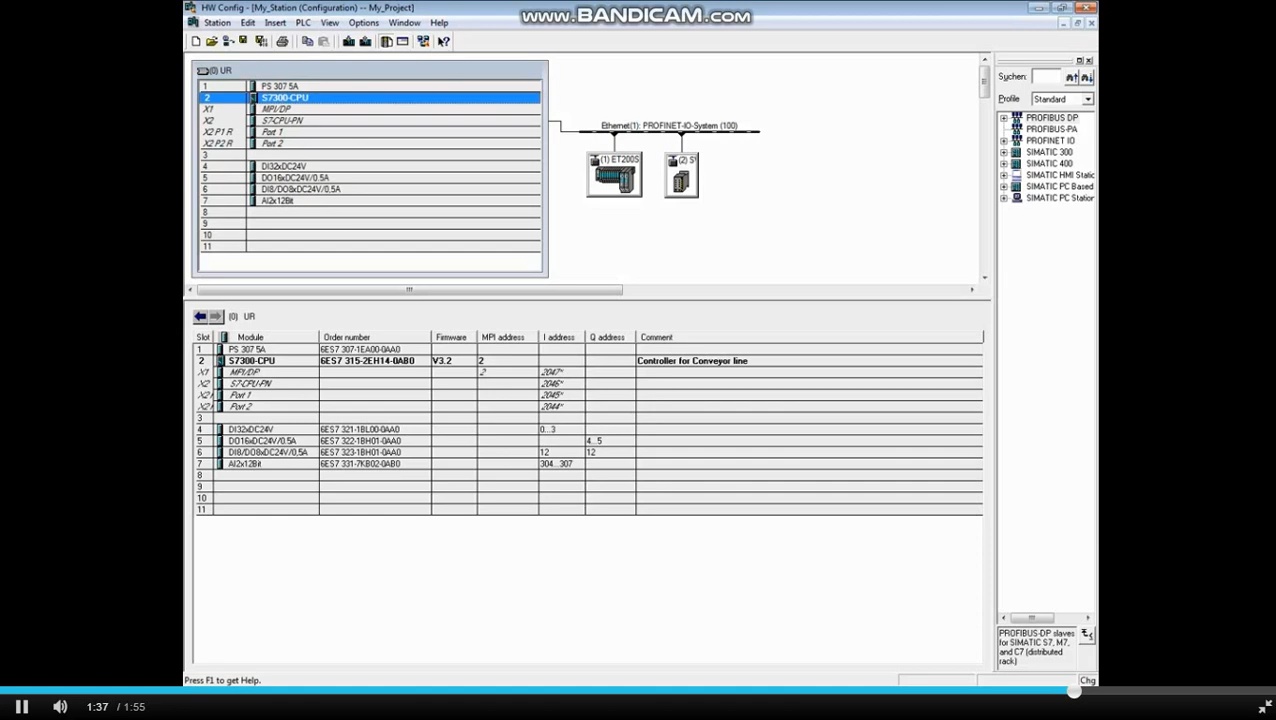 HW Config - [My_Station (Configuration) -- My_Project]
www.BANDICAM.com
Station Edit Insert PLC View Options Window Help
(0) UR
1 PS 307 5A
2 S7300-CPU
X1 MPI/DP
X2 S7-CPU-PN
X2 P1 R Port 1
X2 P2 R Port 2
3
4 DI32xDC24V
5 DO16xDC24V/0.5A
6 DI8/DO8xDC24V/0,5A
7 AI2x12Bit
8
9
10
11
Ethernet(1): PROFINET-IO-System (100)
(1) ET200S
(2) S
Suchen:
Profile Standard
PROFIBUS DP
PROFIBUS-PA
PROFINET IO
SIMATIC 300
SIMATIC 400
SIMATIC HMI Static
SIMATIC PC Based
SIMATIC PC Station
(0) UR
Slot Module Order number Firmware MPI address I address Q address Comment
1 PS 307 5A 6ES7 307-1EA00-0AA0
2 S7300-CPU 6ES7 315-2EH14-0AB0 V3.2 2 Controller for Conveyor line
X1 MPI/DP 2 2047*
X2 S7-CPU-PN 2046*
X2 Port 1 2045*
X2 Port 2 2044*
3
4 DI32xDC24V 6ES7 321-1BL00-0AA0 0...3
5 DO16xDC24V/0.5A 6ES7 322-1BH01-0AA0 4...5
6 DI8/DO8xDC24V/0,5A 6ES7 323-1BH01-0AA0 12 12
7 AI2x12Bit 6ES7 331-7KB02-0AB0 304...307
8
9
10
11
PROFIBUS-DP slaves
for SIMATIC S7, M7,
and C7 (distributed
rack)
Press F1 to get Help.
Chg
1:37 / 1:55